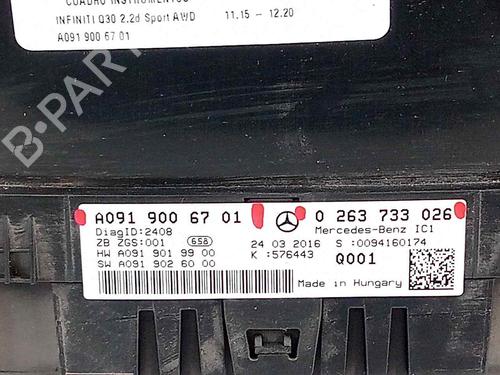 CUADRO INSTRUMENTOS
INFINITI Q30 2.2d Sport AWD 11.15 - 12.20
A091 900 67 01
B-PARTS
A091 900 67 01 0 263 733 026
DiagID:2408 Mercedes-Benz IC1
ZB ZGS:001 658 24 03 2016 S :0094160174
HW A091 901 99 00 K :576443 Q001
SW A091 902 60 00
Made in Hungary